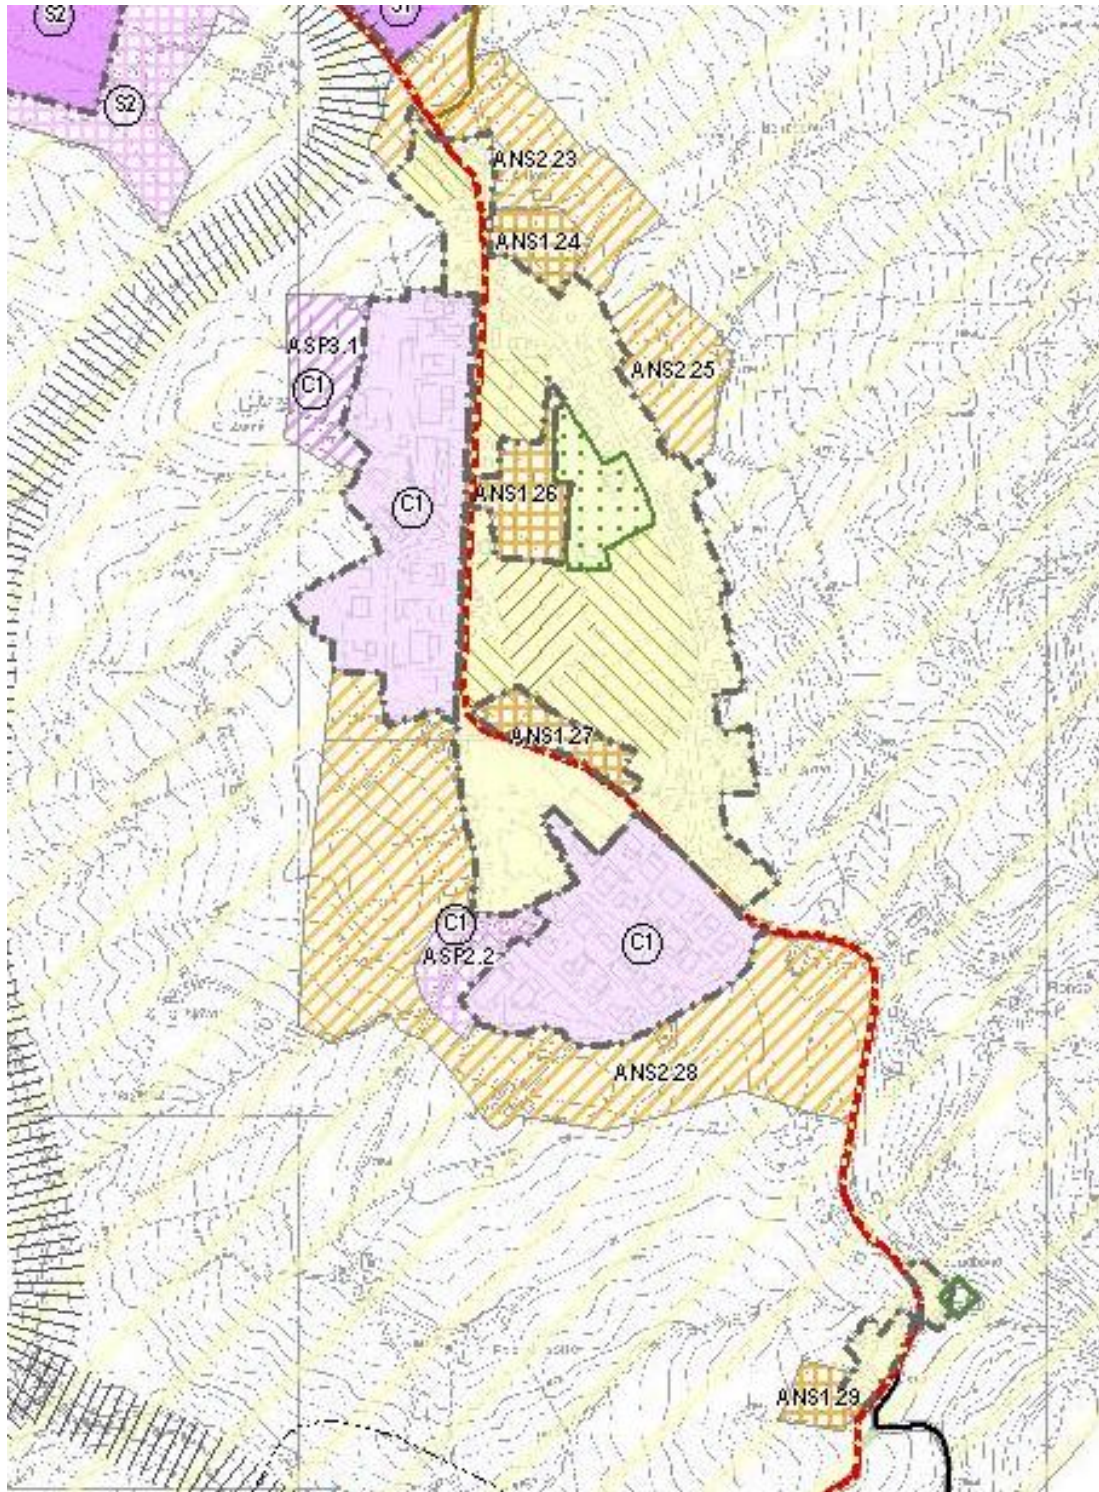 S2
S1
S2
ANS2.23
ANS1.24
ASP3.1
ANS2.25
C1
ANS1.26
C1
ANS1.27
C1
ASP2.2
C1
ANS2.28
ANS1.29